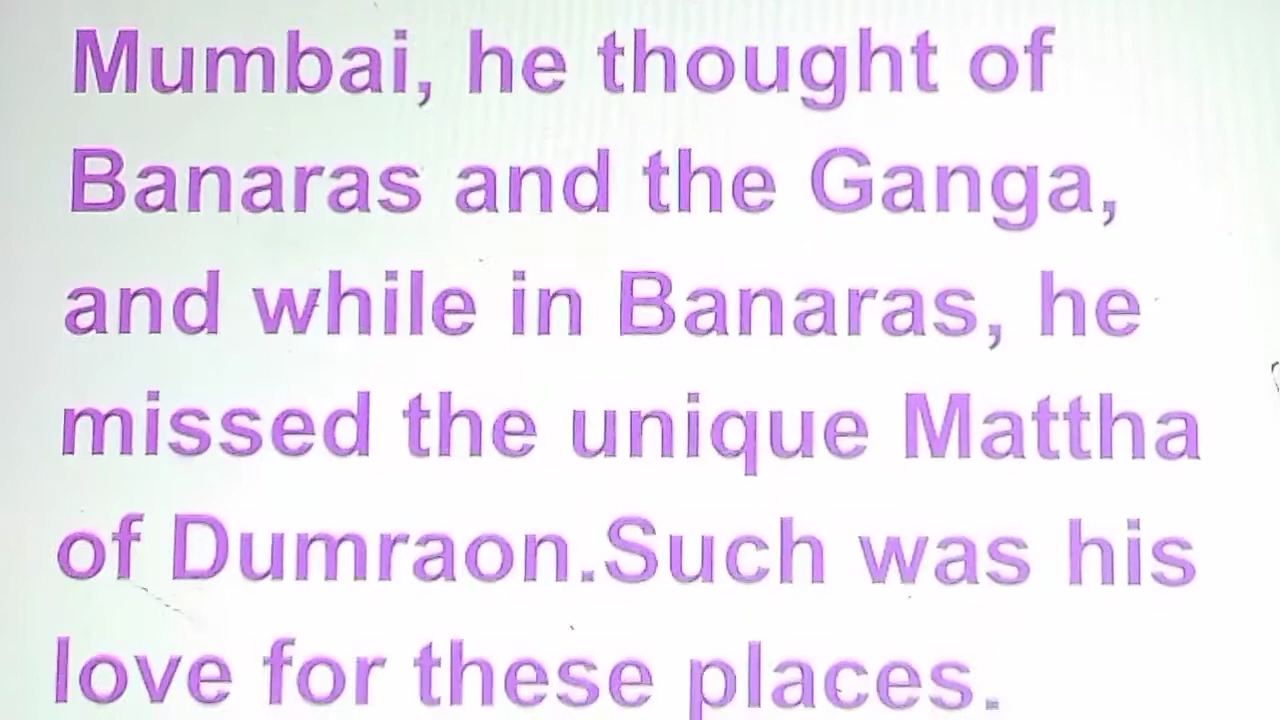 Mumbai, he thought of
Banaras and the Ganga,
and while in Banaras, he
missed the unique Mattha
of Dumraon.Such was his
love for these places.